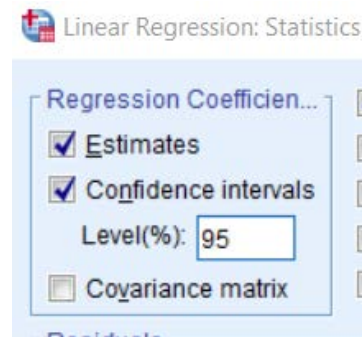 Linear Regression: Statistics
Regression Coefficien...
Estimates
Confidence intervals
Level(%): 95
Covariance matrix